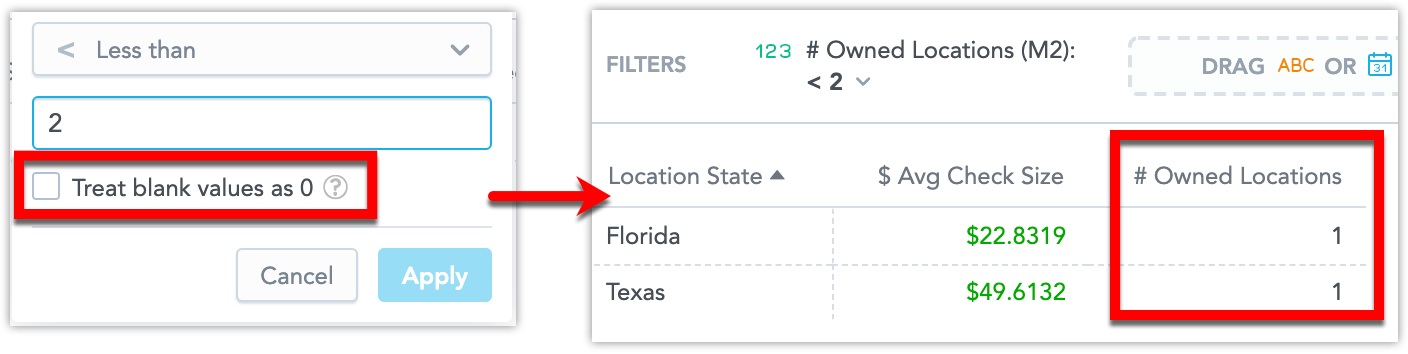 < Less than
2
Treat blank values as 0 ?
Cancel Apply
FILTERS
123 # Owned Locations (M2):
< 2
DRAG ABC OR 31
Location State $ Avg Check Size # Owned Locations
Florida $22.8319 1
Texas $49.6132 1